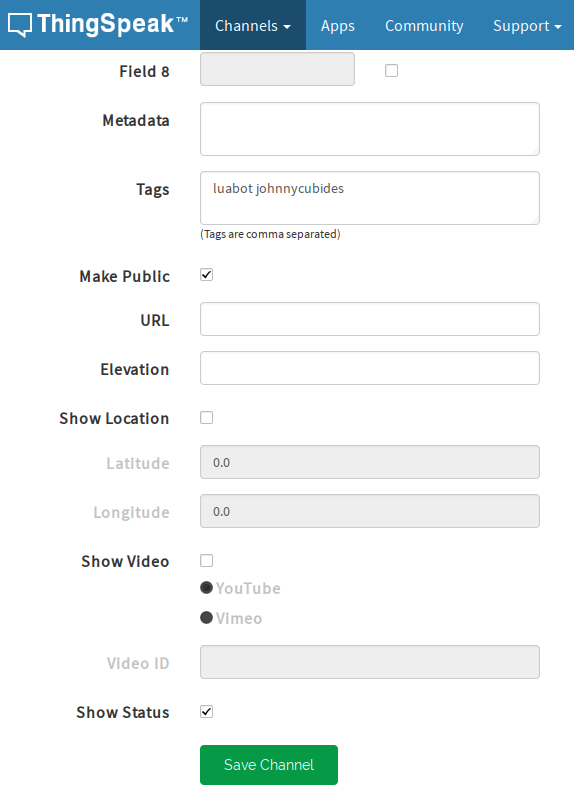 ThingSpeak™ Channels Apps Community Support
Field 8
Metadata
Tags luabot johnnycubides
(Tags are comma separated)
Make Public
URL
Elevation
Show Location
Latitude 0.0
Longitude 0.0
Show Video
YouTube
Vimeo
Video ID
Show Status
Save Channel